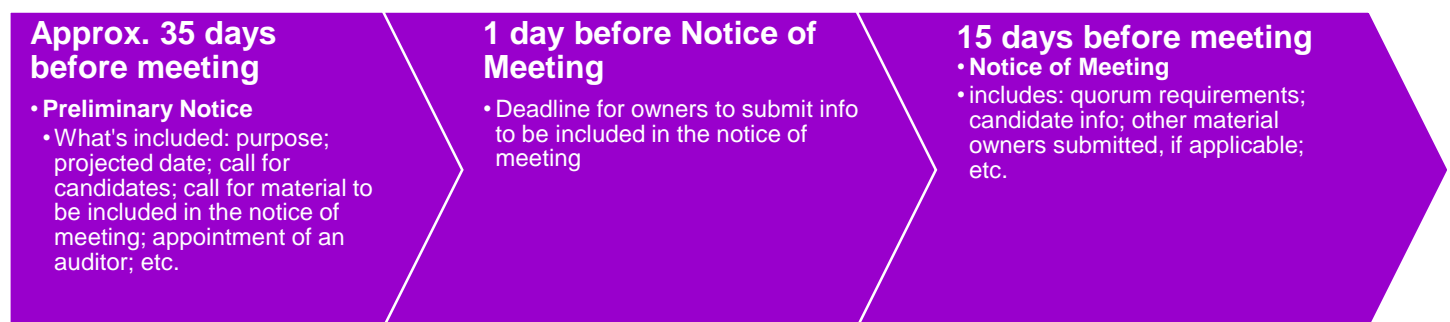 Approx. 35 days
before meeting
• Preliminary Notice
• What's included: purpose;
projected date; call for
candidates; call for material to
be included in the notice of
meeting; appointment of an
auditor; etc.
1 day before Notice of
Meeting
• Deadline for owners to submit info
to be included in the notice of
meeting
15 days before meeting
• Notice of Meeting
• includes: quorum requirements;
candidate info; other material
owners submitted, if applicable;
etc.